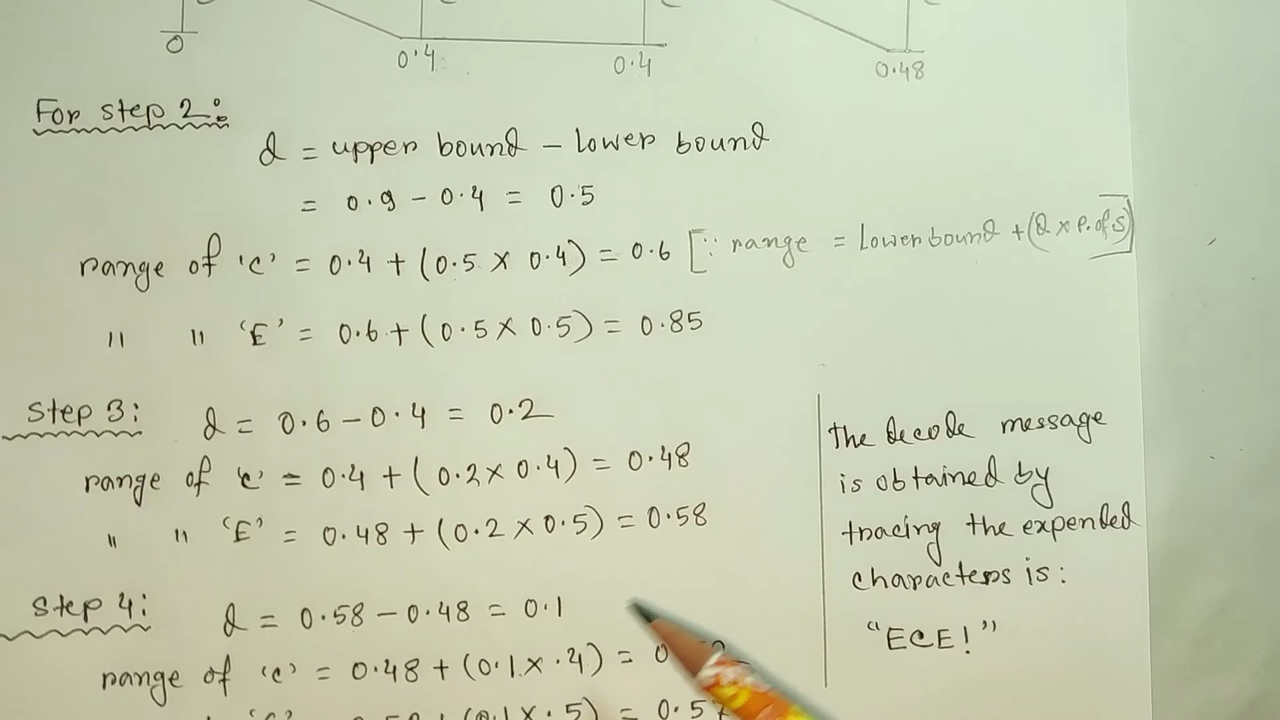 0
0.4
0.4
0.48
For step 2:
d = upper bound - lower bound
= 0.9 - 0.4 = 0.5
range of 'c' = 0.4 + (0.5 × 0.4) = 0.6 [∵ range = Lower bound + (d × P. of S)]
" " 'E' = 0.6 + (0.5 × 0.5) = 0.85
Step 3: d = 0.6 - 0.4 = 0.2
range of 'c' = 0.4 + (0.2 × 0.4) = 0.48
" " 'E' = 0.48 + (0.2 × 0.5) = 0.58
Step 4: d = 0.58 - 0.48 = 0.1
range of 'c' = 0.48 + (0.1 × .4) =
(0.1 × .5) = 0.57
The decode message
is obtained by
tracing the expended
characters is:
"ECE!"